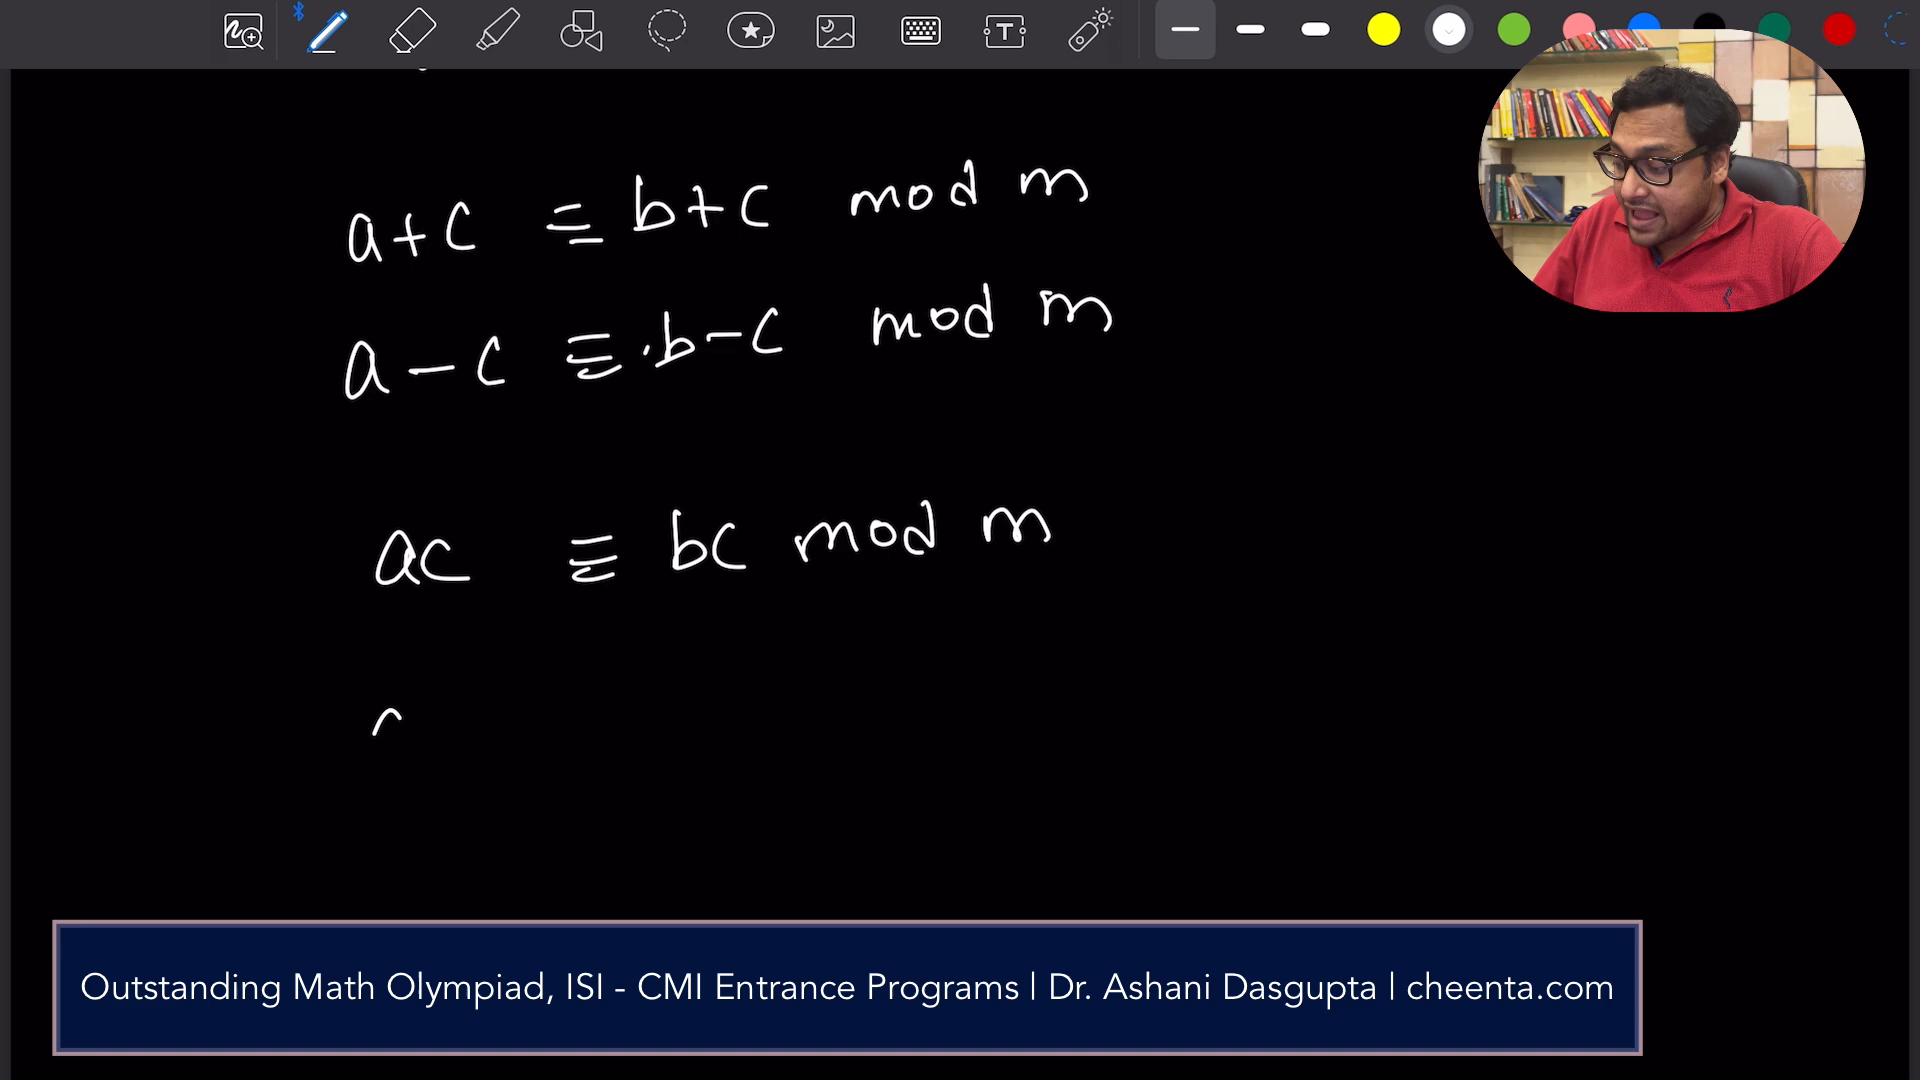 a+c ≡ b+c mod m
a-c ≡ b-c mod m
ac ≡ bc mod m
Outstanding Math Olympiad, ISI - CMI Entrance Programs | Dr. Ashani Dasgupta | cheenta.com